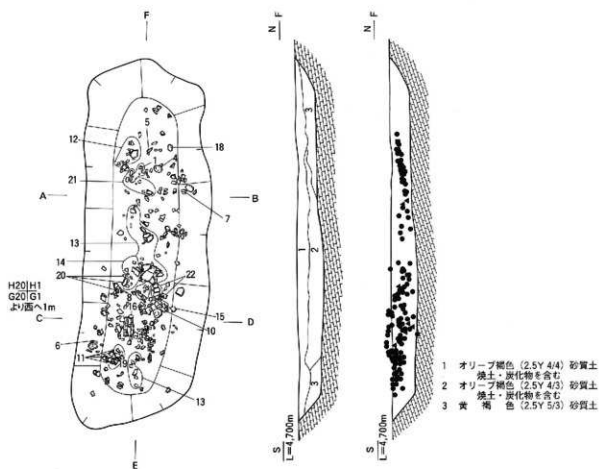 F
5
12
1
18
21
A
B
7
13
14
20
22
H20|H1
G20|G1
より西へ1m
16
15
C
D
10
6
11
19
13
E
N|F
3
1
2
3
S
L=4,700m
N|F
S
L=4,700m
1 オリーブ褐色 (2.5Y 4/4) 砂質土
焼土・炭化物を含む
2 オリーブ褐色 (2.5Y 4/3) 砂質土
焼土・炭化物を含む
3 黄褐色 (2.5Y 5/3) 砂質土